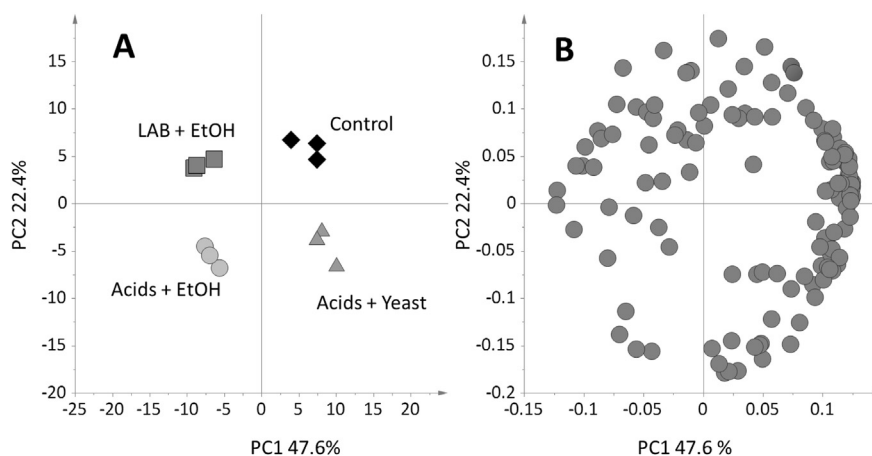 A
15
10
5
0
-5
-10
-15
-20
-25 -20 -15 -10 -5 0 5 10 15 20
PC2 22.4%
PC1 47.6%
LAB + EtOH
Control
Acids + EtOH
Acids + Yeast
B
0.15
0.1
0.05
0
-0.05
-0.1
-0.15
-0.2
-0.15 -0.05 0 0.05 0.1
PC2 22.4%
PC1 47.6 %